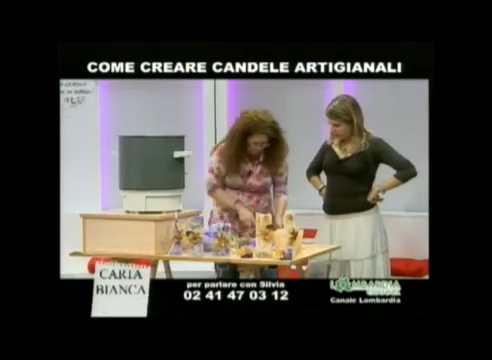 COME CREARE CANDELE ARTIGIANALI
CARTA
BIANCA
per parlare con Silvia
02 41 47 03 12
LOMBARDIA
Canale Lombardia